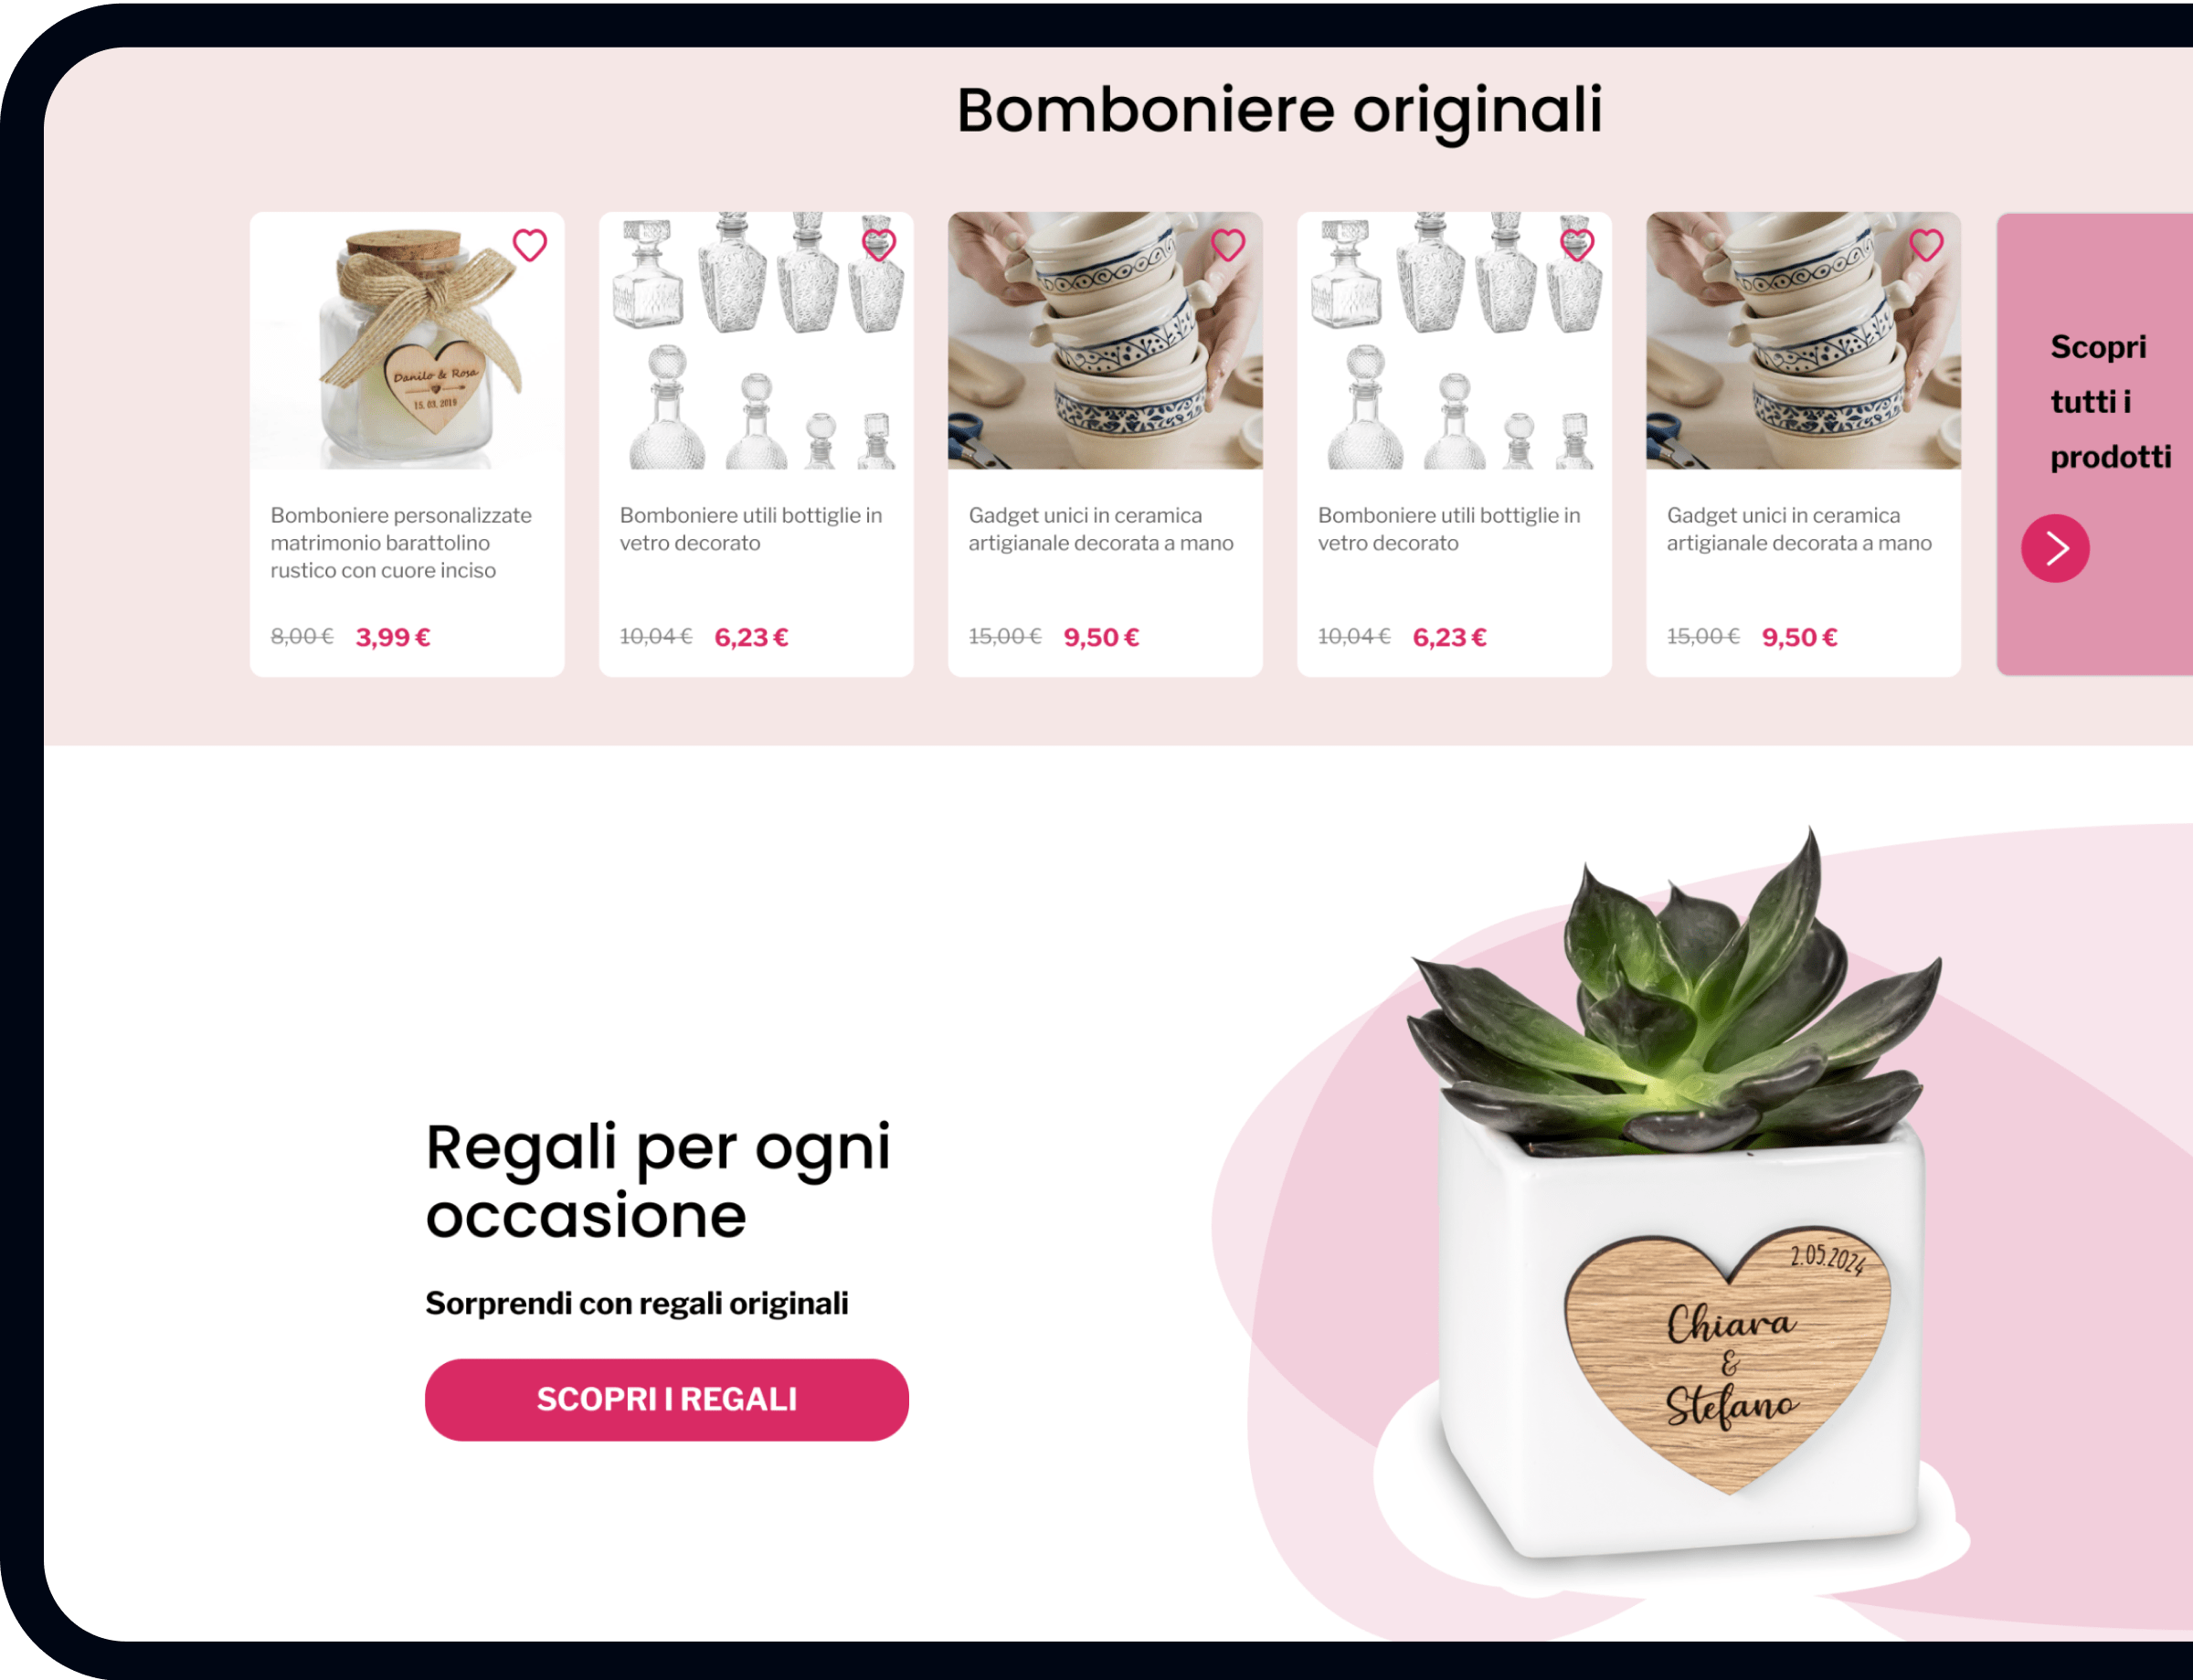 Bomboniere originali
Danilo & Rosa
15. 03. 2019
Bomboniere personalizzate
matrimonio barattolino
rustico con cuore inciso
8,00 € 3,99 €
Bomboniere utili bottiglie in
vetro decorato
10,04 € 6,23 €
Gadget unici in ceramica
artigianale decorata a mano
15,00 € 9,50 €
Bomboniere utili bottiglie in
vetro decorato
10,04 € 6,23 €
Gadget unici in ceramica
artigianale decorata a mano
15,00 € 9,50 €
Scopri
tutti i
prodotti
Regali per ogni
occasione
Sorprendi con regali originali
SCOPRI I REGALI
2.05.2024
Chiara
&
Stefano